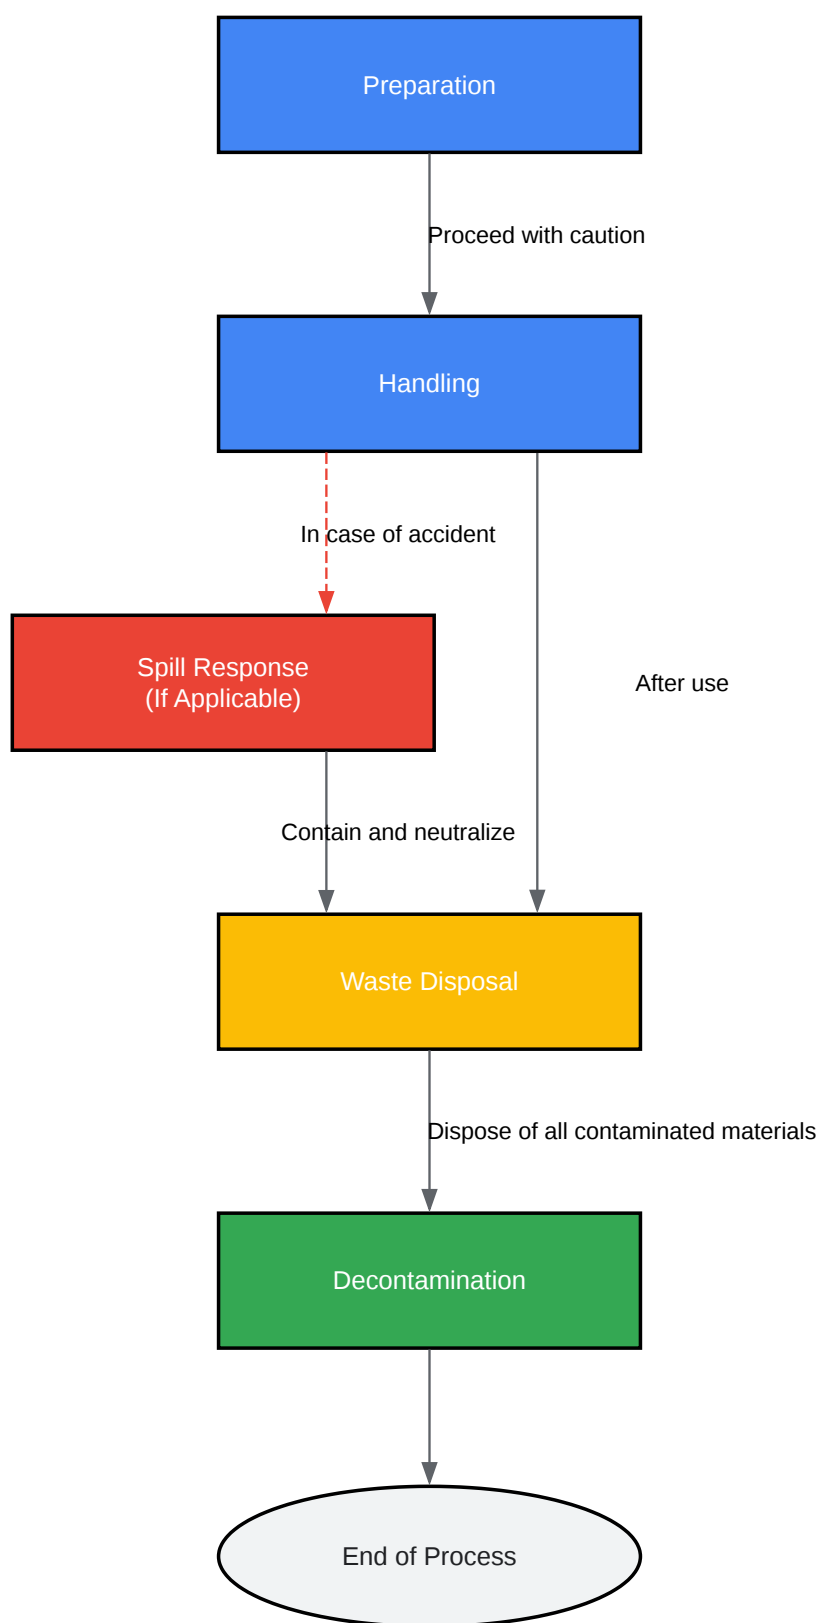 Preparation
Proceed with caution
Handling
In case of accident
Spill Response
(If Applicable)
After use
Contain and neutralize
Waste Disposal
Dispose of all contaminated materials
Decontamination
End of Process